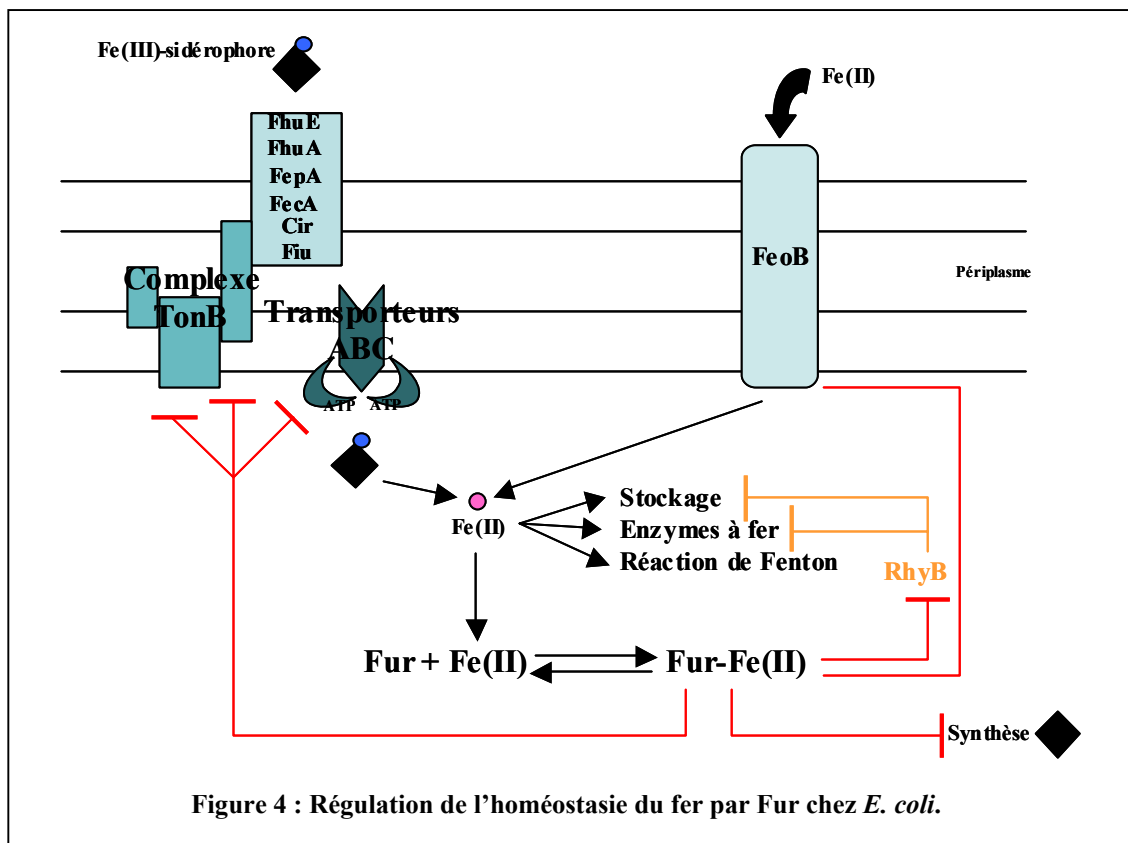 Fe(III)-sidérophore
Fe(II)
FhuE
FhuA
FepA
FecA
Cir
Fiu
FeoB
Périplasme
Complexe
TonB
Transporteurs
ABC
ATP ATP
Fe(II)
Stockage
Enzymes à fer
Réaction de Fenton
RhyB
Fur + Fe(II)
Fur-Fe(II)
Synthèse
Figure 4 : Régulation de l'homéostasie du fer par Fur chez E. coli.